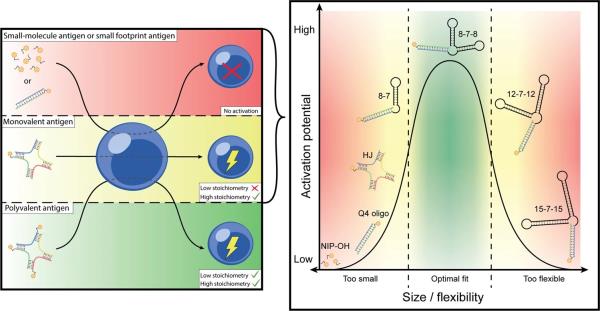 Small-molecule antigen or small footprint antigen
or
No activation
Monovalent antigen
Low stoichiometry
High stoichiometry
Polyvalent antigen
Low stoichiometry
High stoichiometry
High
Activation potential
Low
8-7-8
8-7
12-7-12
HJ
Q4 oligo
15-7-15
NIP-OH
Too small
Optimal fit
Too flexible
Size / flexibility